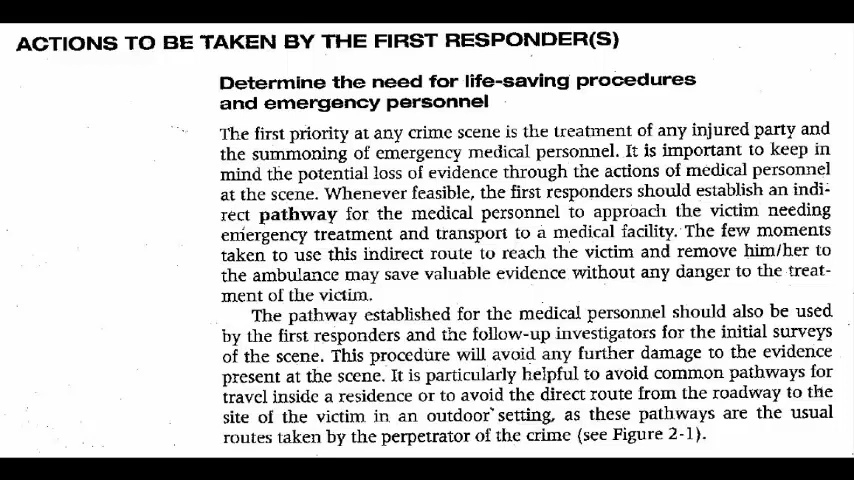 ACTIONS TO BE TAKEN BY THE FIRST RESPONDER(S)
Determine the need for life-saving procedures
and emergency personnel
The first priority at any crime scene is the treatment of any injured party and
the summoning of emergency medical personnel. It is important to keep in
mind the potential loss of evidence through the actions of medical personnel
at the scene. Whenever feasible, the first responders should establish an indi-
rect pathway for the medical personnel to approach the victim needing
emergency treatment and transport to a medical facility. The few moments
taken to use this indirect route to reach the victim and remove him/her to
the ambulance may save valuable evidence without any danger to the treat-
ment of the victim.
The pathway established for the medical personnel should also be used
by the first responders and the follow-up investigators for the initial surveys
of the scene. This procedure will avoid any further damage to the evidence
present at the scene. It is particularly helpful to avoid common pathways for
travel inside a residence or to avoid the direct route from the roadway to the
site of the victim in an outdoor setting, as these pathways are the usual
routes taken by the perpetrator of the crime (see Figure 2-1).